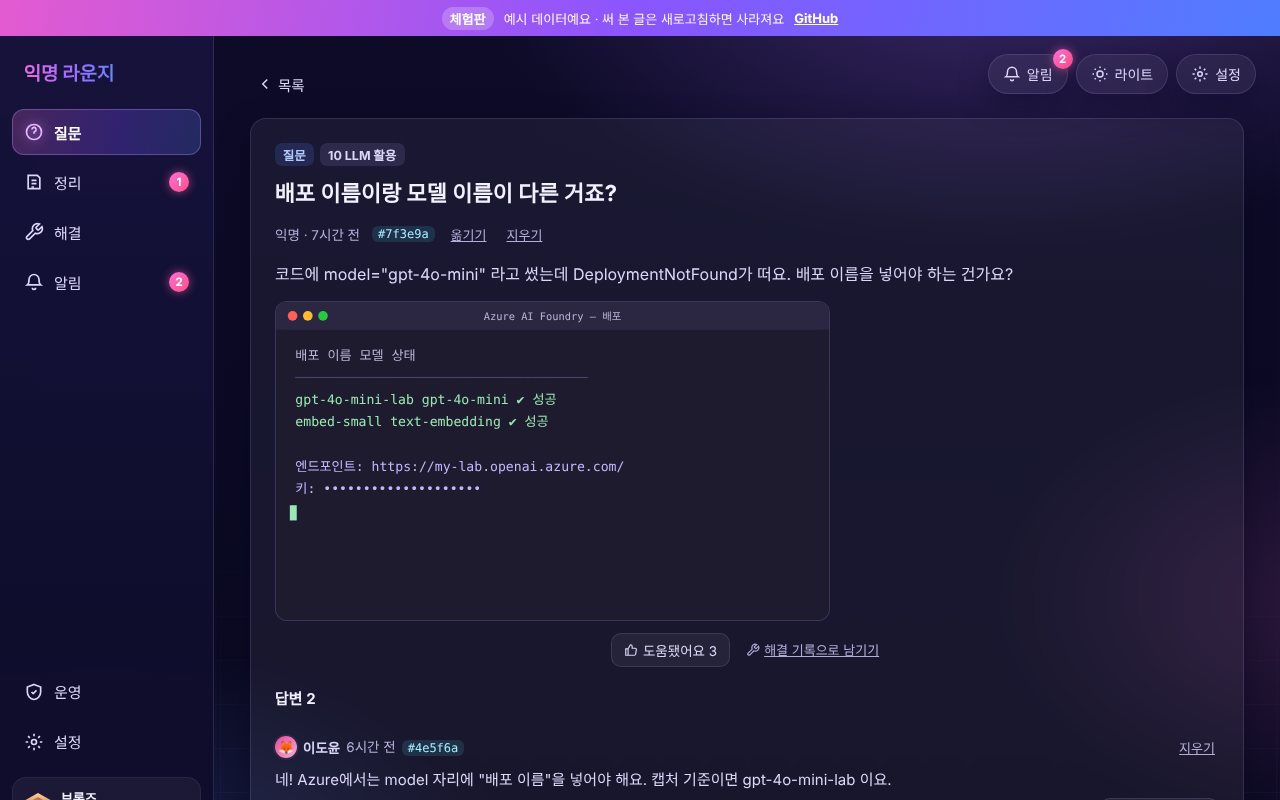 체험판 예시 데이터예요 · 써 본 글은 새로고침하면 사라져요 GitHub
익명 라운지
질문
정리 1
해결
알림 2
운영
설정
목록
알림 2
라이트
설정
질문 10 LLM 활용
배포 이름이랑 모델 이름이 다른 거죠?
익명 · 7시간 전 #7f3e9a 옮기기 지우기
코드에 model="gpt-4o-mini" 라고 썼는데 DeploymentNotFound가 떠요. 배포 이름을 넣어야 하는 건가요?
Azure AI Foundry — 배포
배포 이름 모델 상태
gpt-4o-mini-lab gpt-4o-mini ✔ 성공
embed-small text-embedding ✔ 성공
엔드포인트: https://my-lab.openai.azure.com/
키: ••••••••••••••••••••
도움됐어요 3 해결 기록으로 남기기
답변 2
이도윤 6시간 전 #4e5f6a 지우기
네! Azure에서는 model 자리에 "배포 이름"을 넣어야 해요. 캡처 기준이면 gpt-4o-mini-lab 이요.